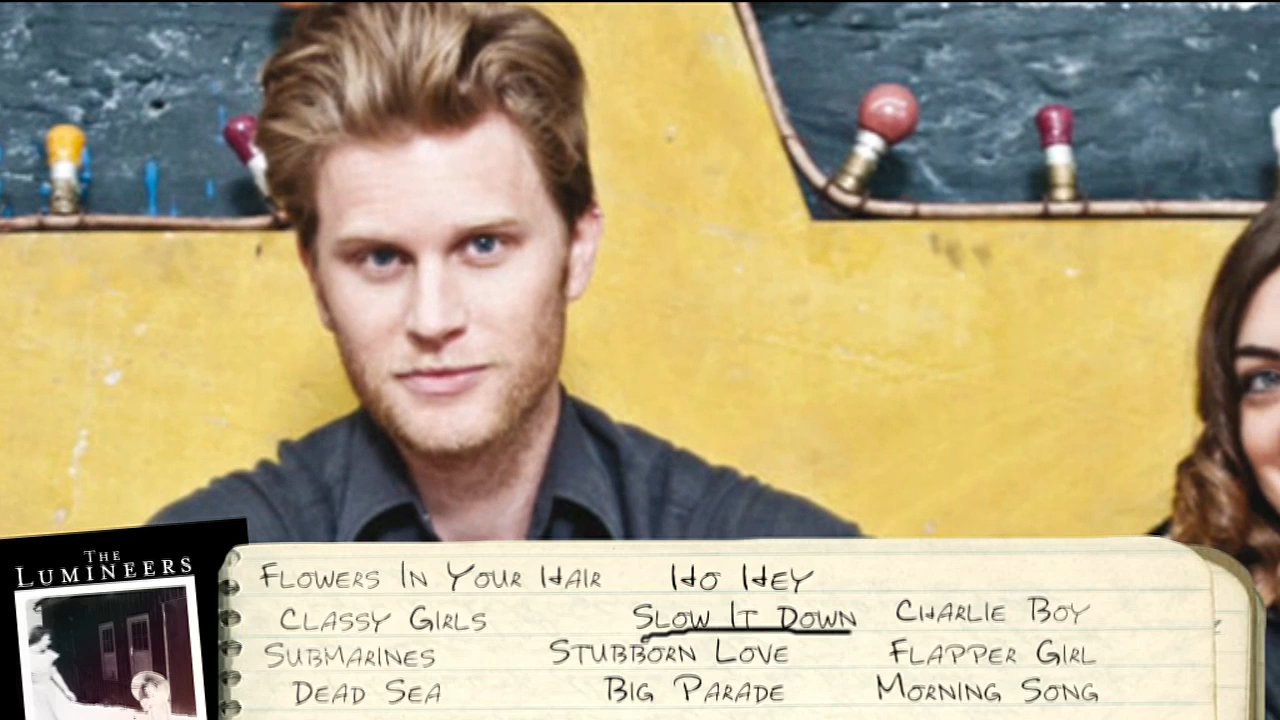 THE
LUMINEERS
FLOWERS IN YOUR HAIR HO HEY
CLASSY GIRLS SLOW IT DOWN CHARLIE BOY
SUBMARINES STUBBORN LOVE FLAPPER GIRL
DEAD SEA BIG PARADE MORNING SONG